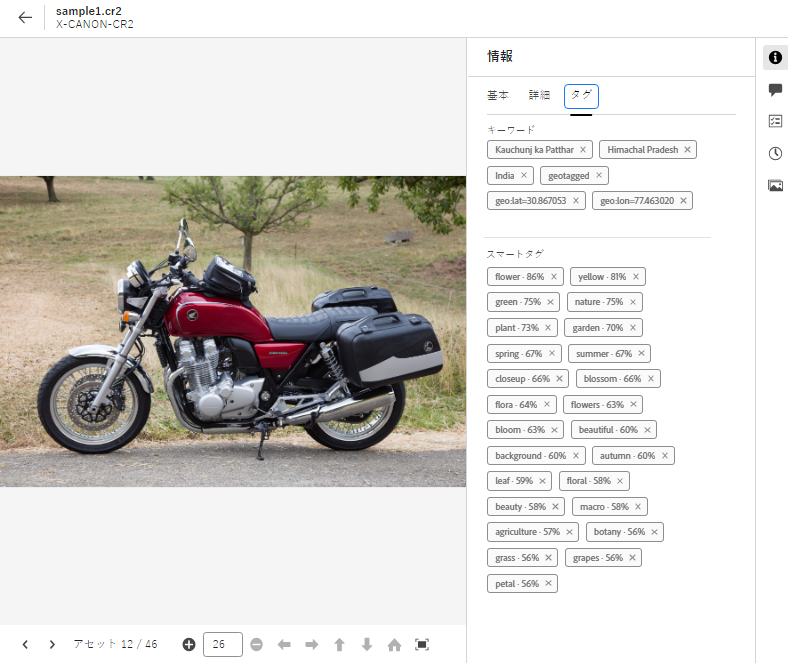 sample1.cr2
X-CANON-CR2
情報
基本 詳細 タグ
キーワード
Kauchunj ka Patthar × Himachal Pradesh ×
India × geotagged ×
geo:lat=30.867053 × geo:lon=77.463020 ×
スマートタグ
flower · 86% × yellow · 81% ×
green · 75% × nature · 75% ×
plant · 73% × garden · 70% ×
spring · 67% × summer · 67% ×
closeup · 66% × blossom · 66% ×
flora · 64% × flowers · 63% ×
bloom · 63% × beautiful · 60% ×
background · 60% × autumn · 60% ×
leaf · 59% × floral · 58% ×
beauty · 58% × macro · 58% ×
agriculture · 57% × botany · 56% ×
grass · 56% × grapes · 56% ×
petal · 56% ×
アセット 12 / 46 26